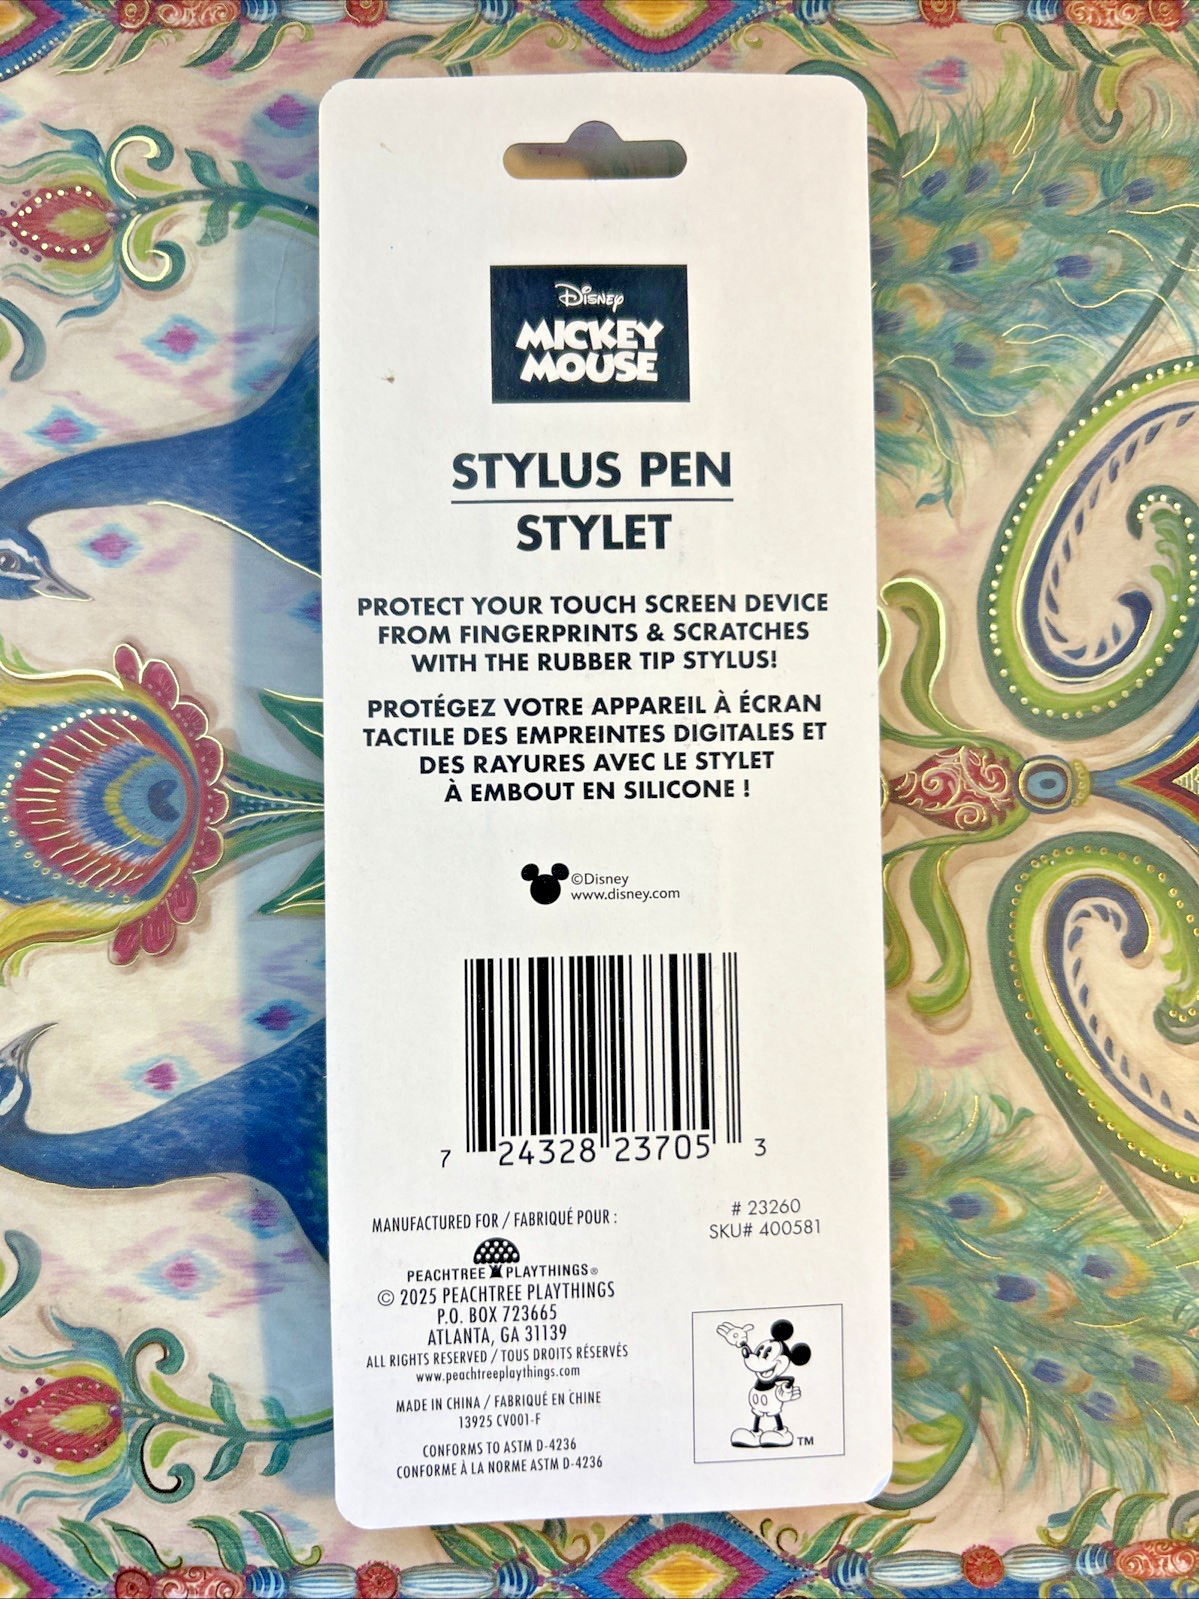 Disney
MICKEY
MOUSE
STYLUS PEN
STYLET
PROTECT YOUR TOUCH SCREEN DEVICE
FROM FINGERPRINTS & SCRATCHES
WITH THE RUBBER TIP STYLUS!
PROTÉGEZ VOTRE APPAREIL À ÉCRAN
TACTILE DES EMPREINTES DIGITALES ET
DES RAYURES AVEC LE STYLET
À EMBOUT EN SILICONE !
©Disney
www.disney.com
7 24328 23705 3
# 23260
SKU# 400581
MANUFACTURED FOR / FABRIQUÉ POUR :
PEACHTREE PLAYTHINGS®
© 2025 PEACHTREE PLAYTHINGS
P.O. BOX 723665
ATLANTA, GA 31139
ALL RIGHTS RESERVED / TOUS DROITS RÉSERVÉS
www.peachtreeplaythings.com
MADE IN CHINA / FABRIQUÉ EN CHINE
13925 CV001-F
CONFORMS TO ASTM D-4236
CONFORME À LA NORME ASTM D-4236
TM